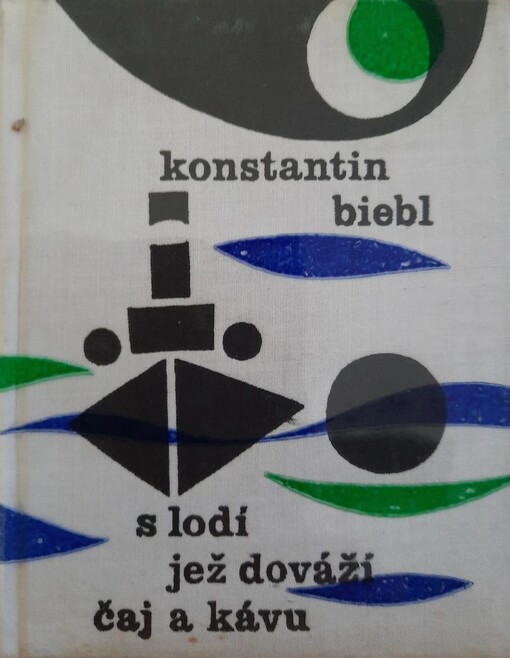 konstantin
biebl
s lodí
jež dováží
čaj a kávu